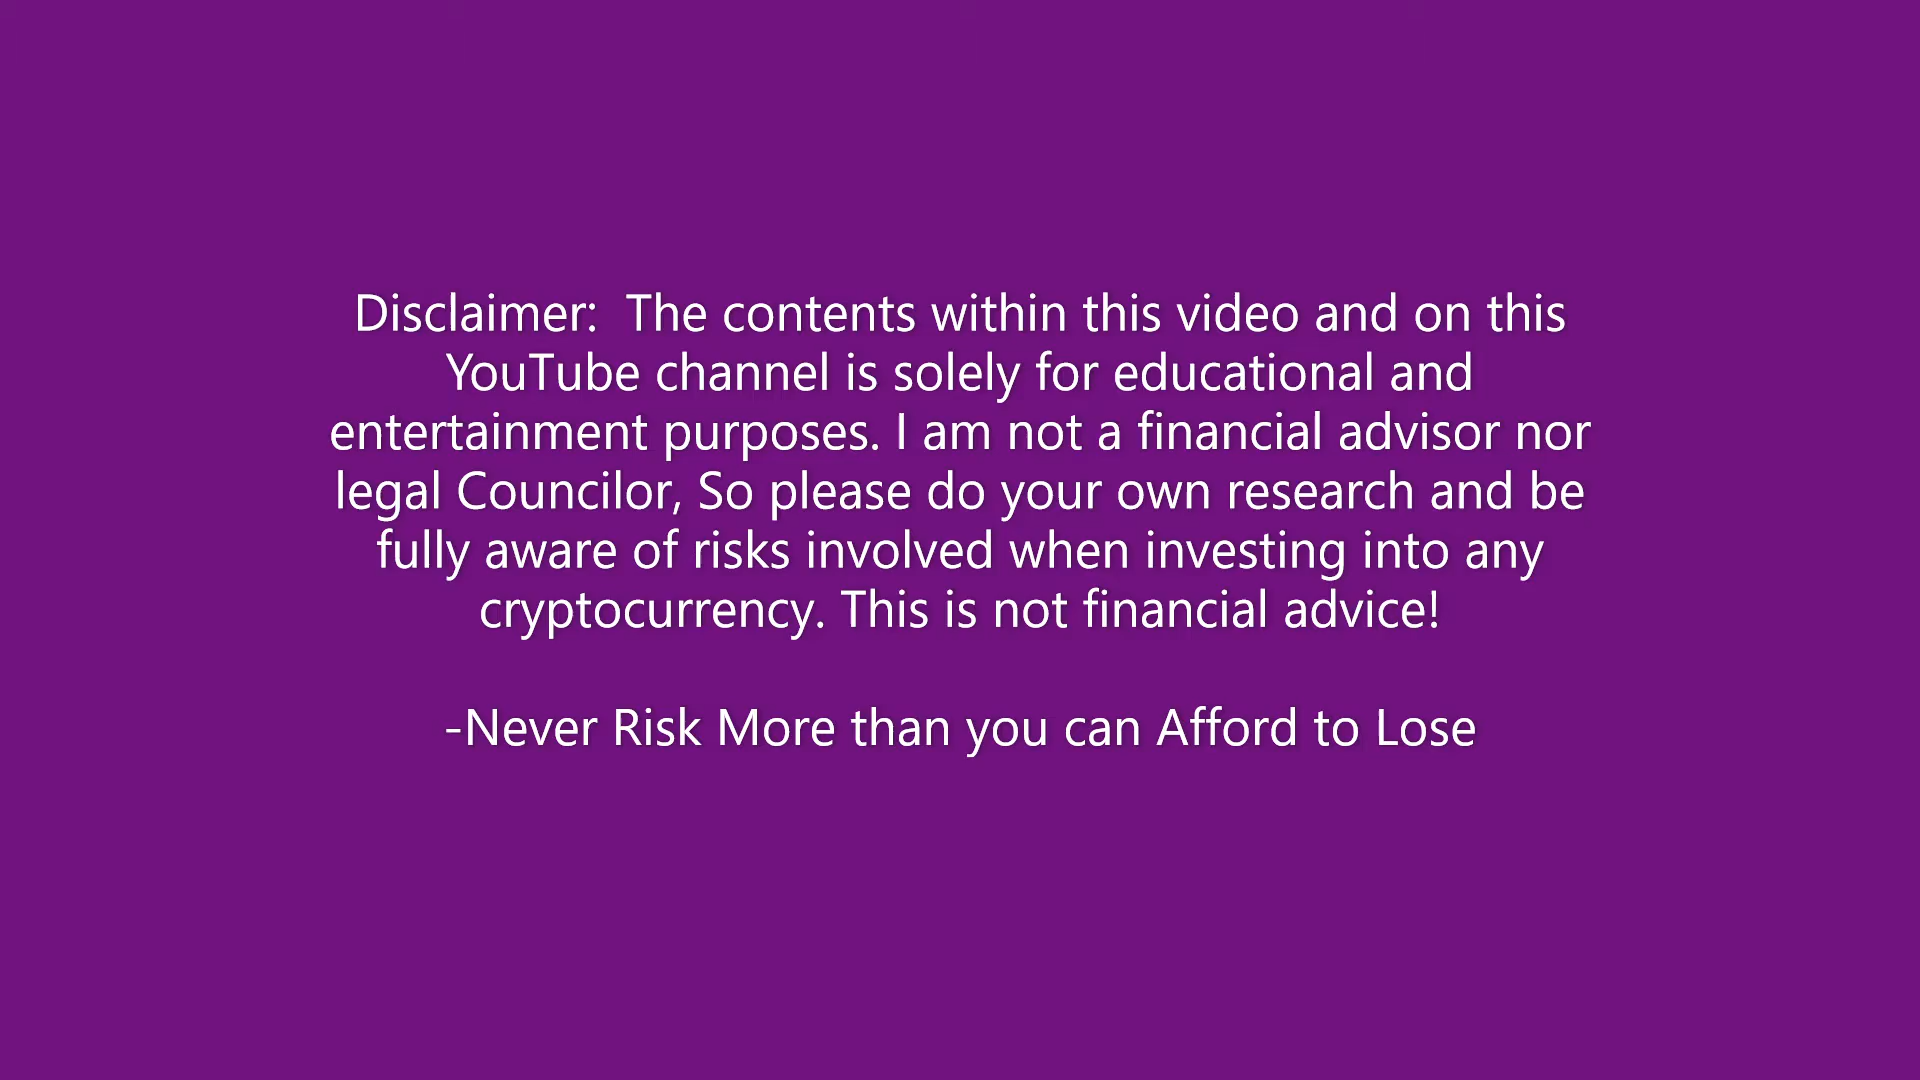 Disclaimer:  The contents within this video and on this
YouTube channel is solely for educational and
entertainment purposes. I am not a financial advisor nor
legal Councilor, So please do your own research and be
fully aware of risks involved when investing into any
cryptocurrency. This is not financial advice!
-Never Risk More than you can Afford to Lose